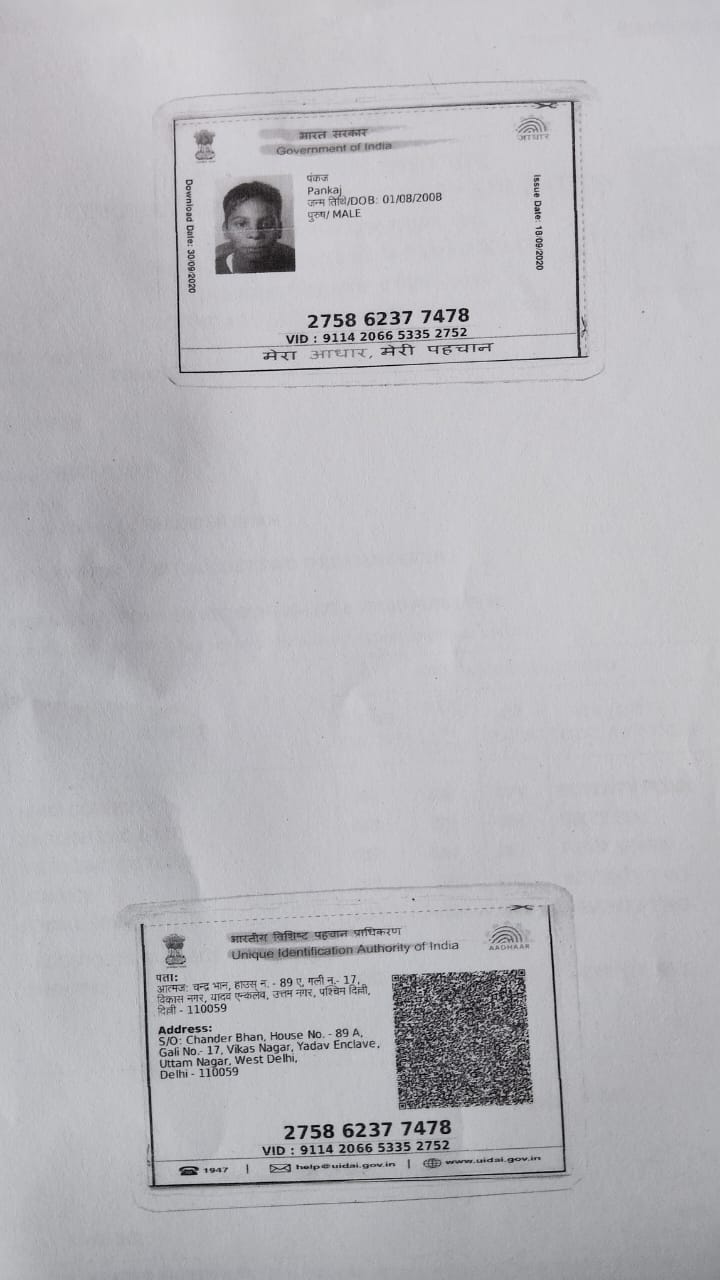 भारत सरकार
Government of India
आधार
Download Date: 30/09/2020
पंकज
Pankaj
जन्म तिथि/DOB: 01/08/2008
पुरुष/ MALE
Issue Date: 18/09/2020
2758 6237 7478
VID : 9114 2066 5335 2752
मेरा आधार, मेरी पहचान
भारतीय विशिष्ट पहचान प्राधिकरण
Unique Identification Authority of India
AADHAAR
पता:
आत्मज: चन्द्र भान, हाउस न. - 89 ए, गली न.- 17,
विकास नगर, यादव एन्कलेव, उत्तम नगर, पश्चिम दिल्ली,
दिल्ली - 110059
Address:
S/O: Chander Bhan, House No. - 89 A,
Gali No.- 17, Vikas Nagar, Yadav Enclave,
Uttam Nagar, West Delhi,
Delhi - 110059
2758 6237 7478
VID : 9114 2066 5335 2752
1947 | help@uidai.gov.in | www.uidai.gov.in